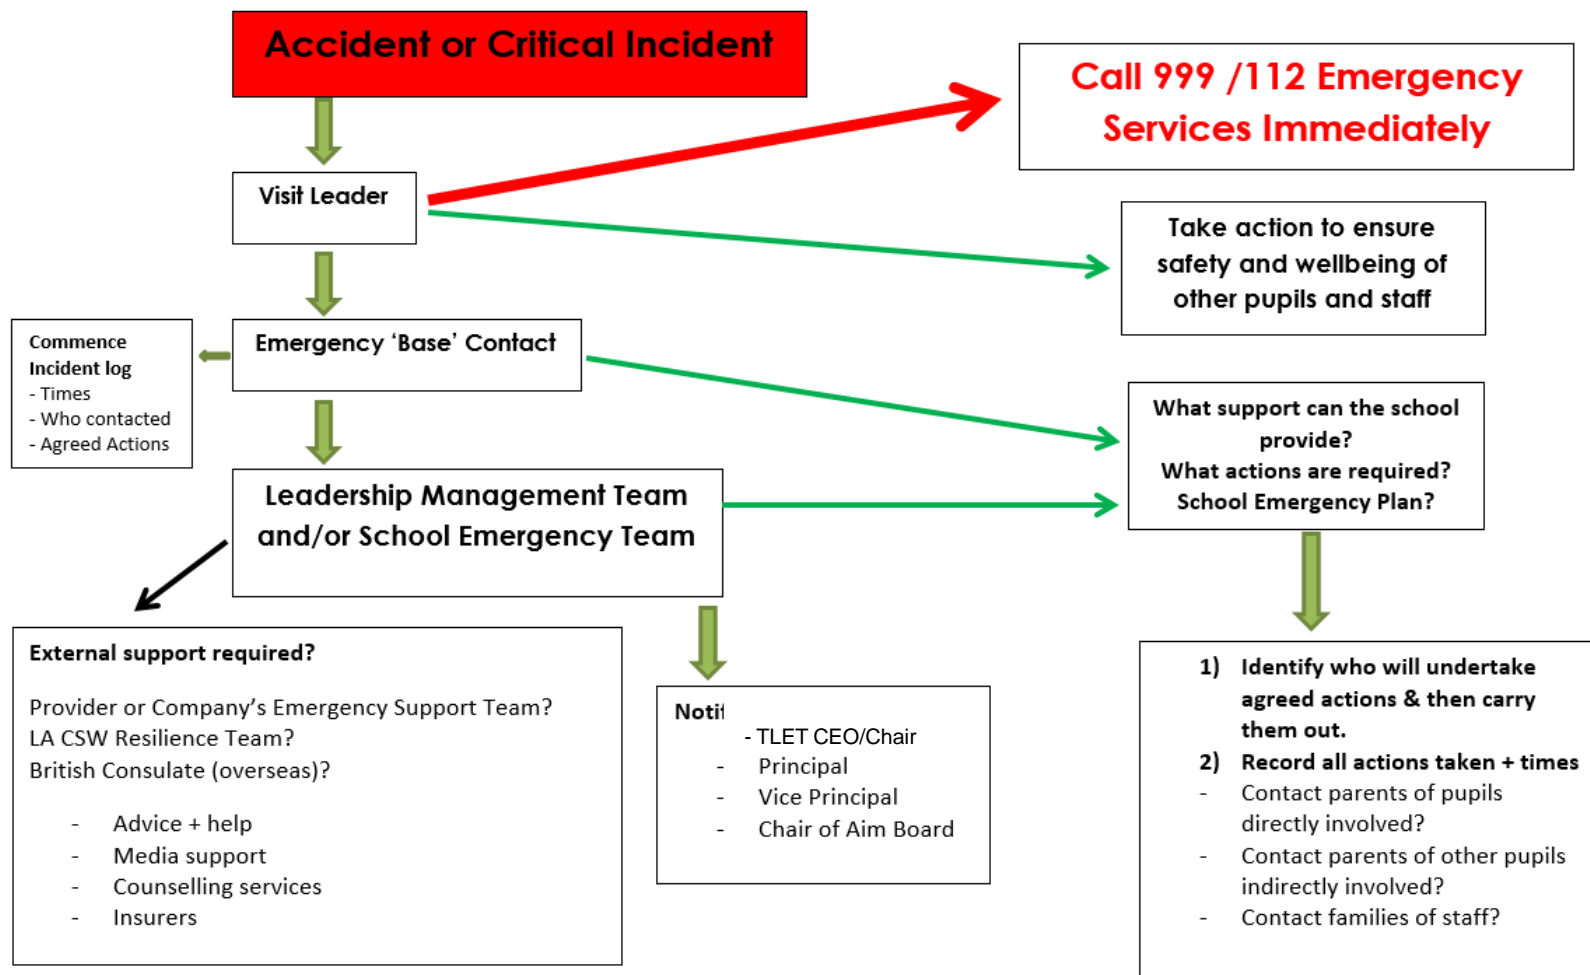 Accident or Critical Incident
Call 999 /112 Emergency
Services Immediately
Visit Leader
Take action to ensure
safety and wellbeing of
other pupils and staff
Emergency ‘Base’ Contact
Commence
Incident log
- Times
- Who contacted
- Agreed Actions
What support can the school
provide?
What actions are required?
School Emergency Plan?
Leadership Management Team
and/or School Emergency Team
External support required?
Provider or Company’s Emergency Support Team?
LA CSW Resilience Team?
British Consulate (overseas)?
- Advice + help
- Media support
- Counselling services
- Insurers
- TLET CEO/Chair
- Principal
- Vice Principal
- Chair of Aim Board
1) Identify who will undertake
agreed actions & then carry
them out.
2) Record all actions taken + times
- Contact parents of pupils
directly involved?
- Contact parents of other pupils
indirectly involved?
- Contact families of staff?